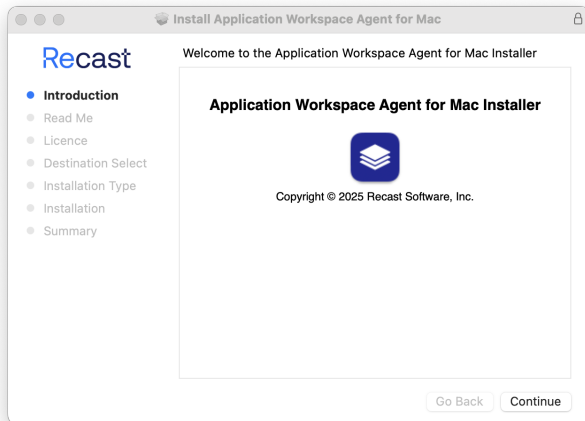 Install Application Workspace Agent for Mac
Recast
Welcome to the Application Workspace Agent for Mac Installer
Introduction
Read Me
Licence
Destination Select
Installation Type
Installation
Summary
Application Workspace Agent for Mac Installer
Copyright © 2025 Recast Software, Inc.
Go Back
Continue